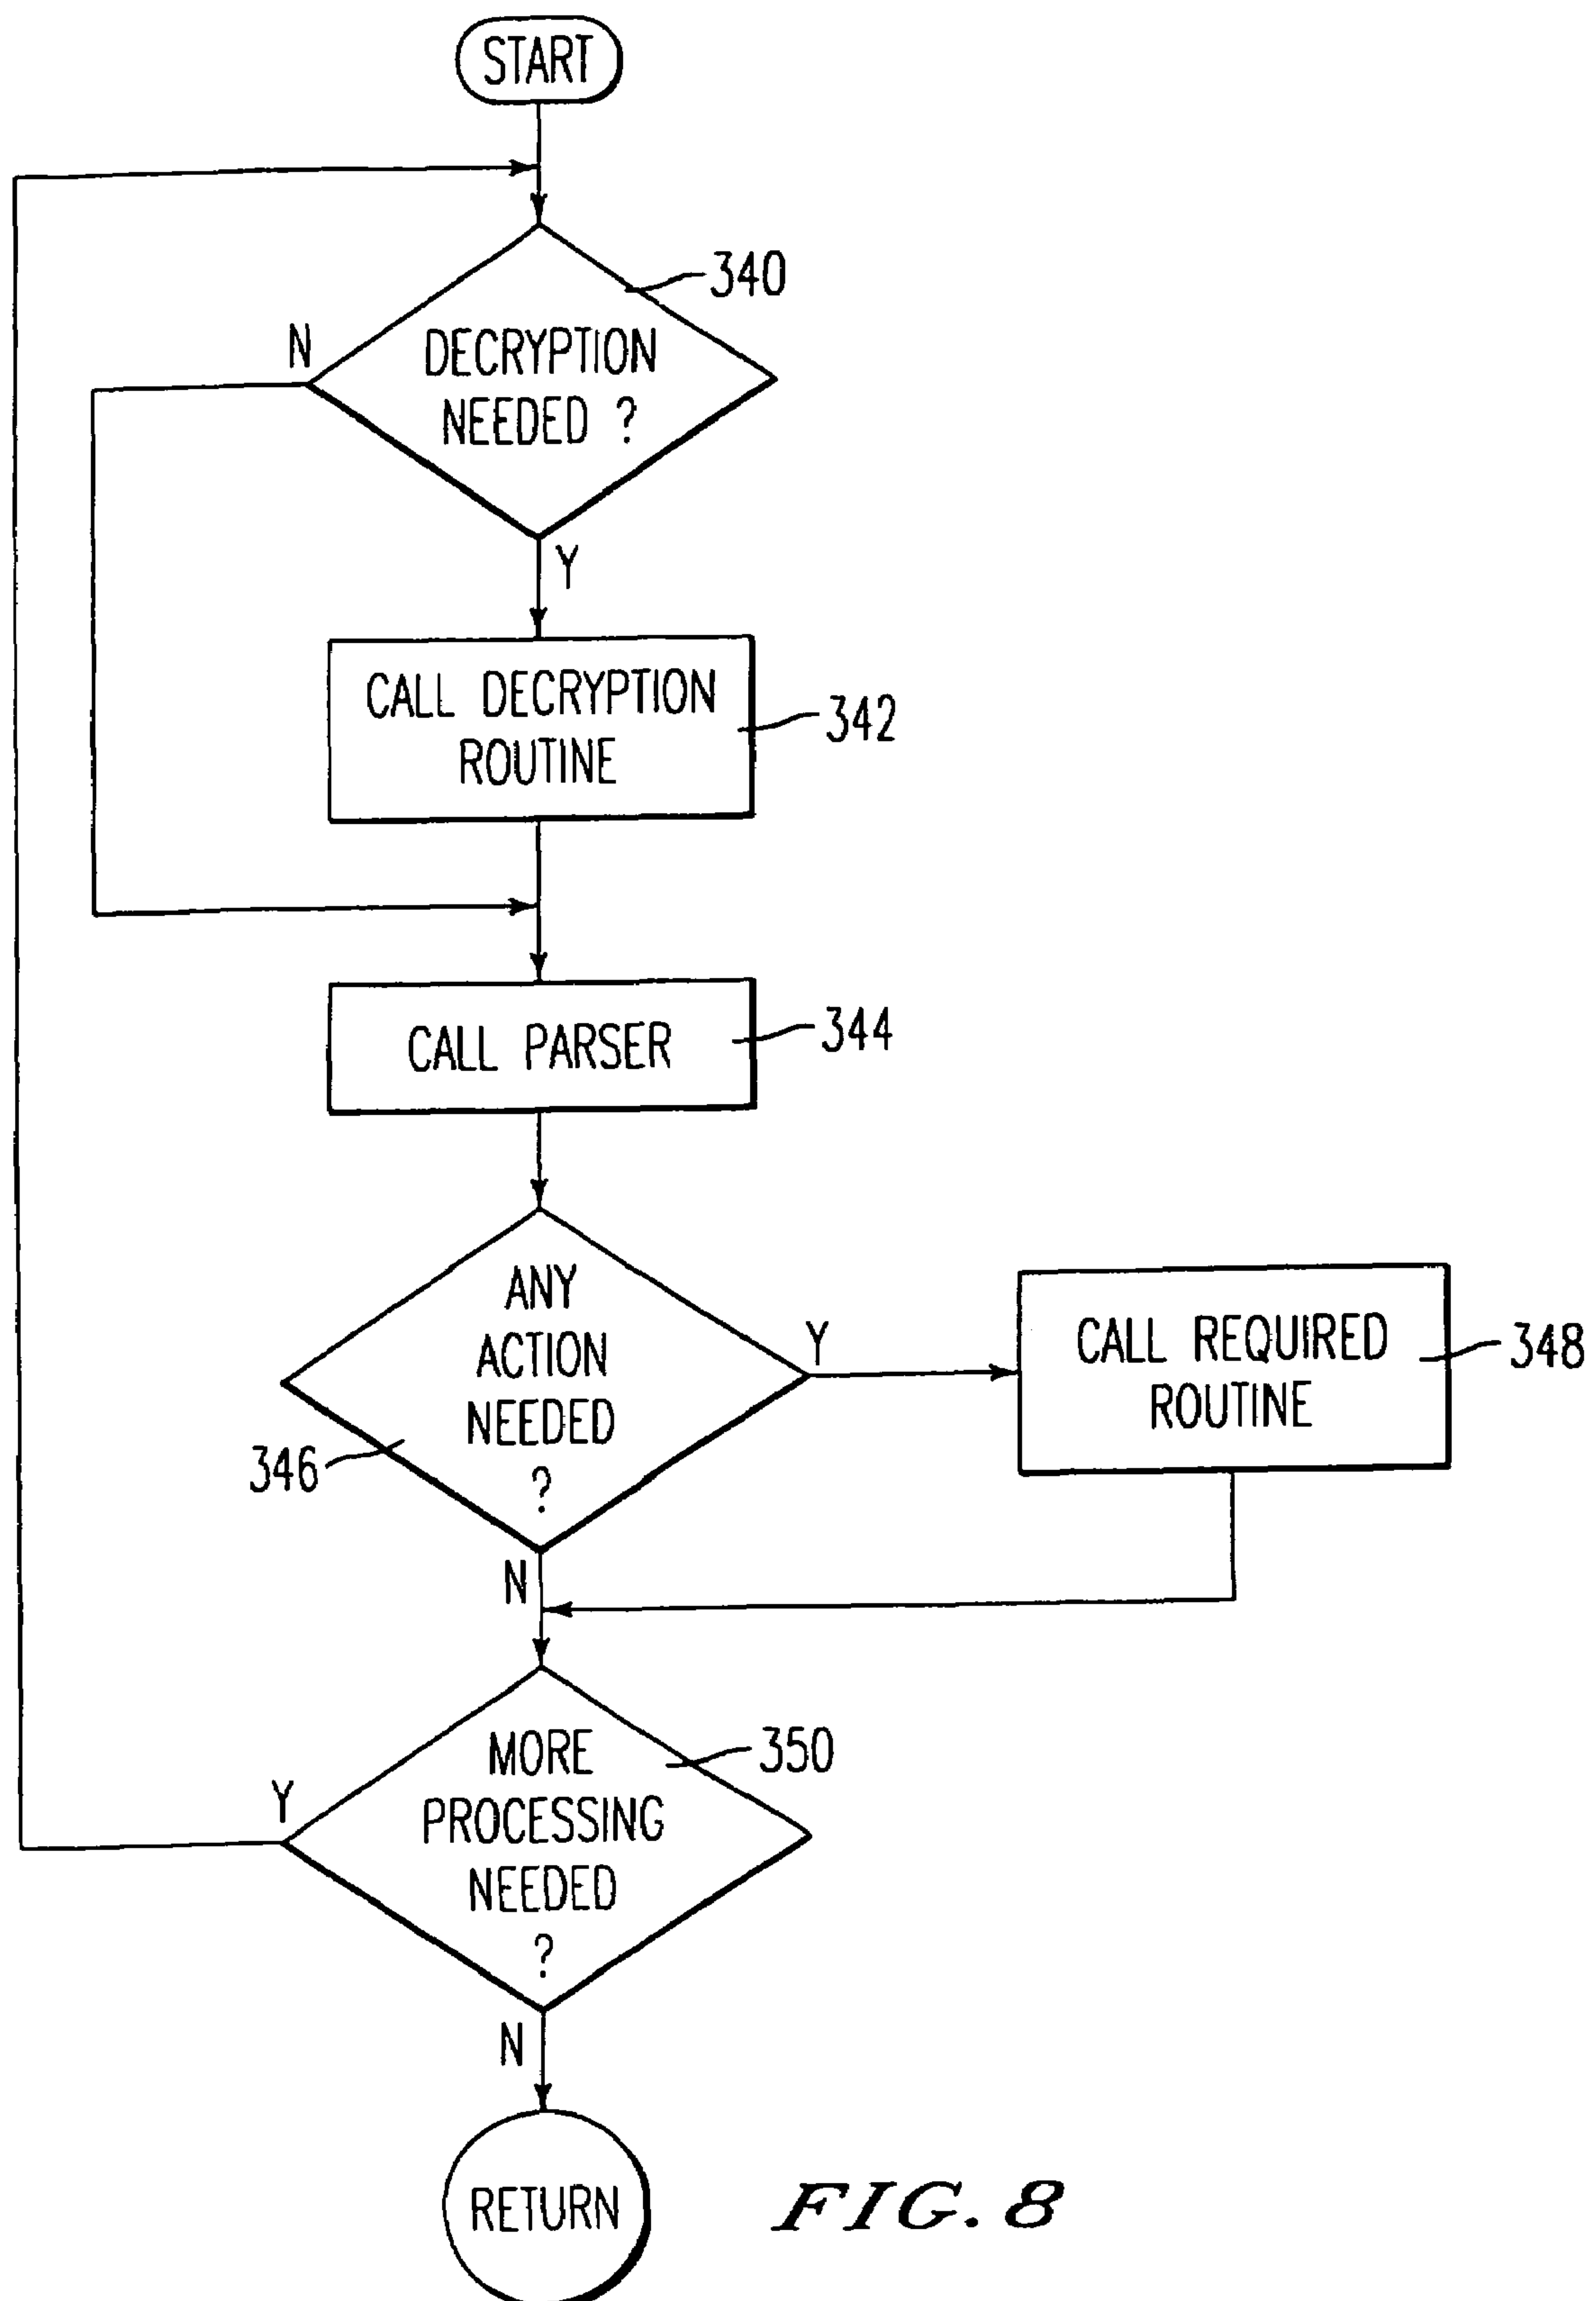 START
340
N
DECRYPTION
NEEDED ?
Y
CALL DECRYPTION
ROUTINE
342
CALL PARSER
344
ANY
ACTION
NEEDED
?
346
Y
CALL REQUIRED
ROUTINE
348
N
MORE
PROCESSING
NEEDED
?
350
Y
N
RETURN
FIG. 8